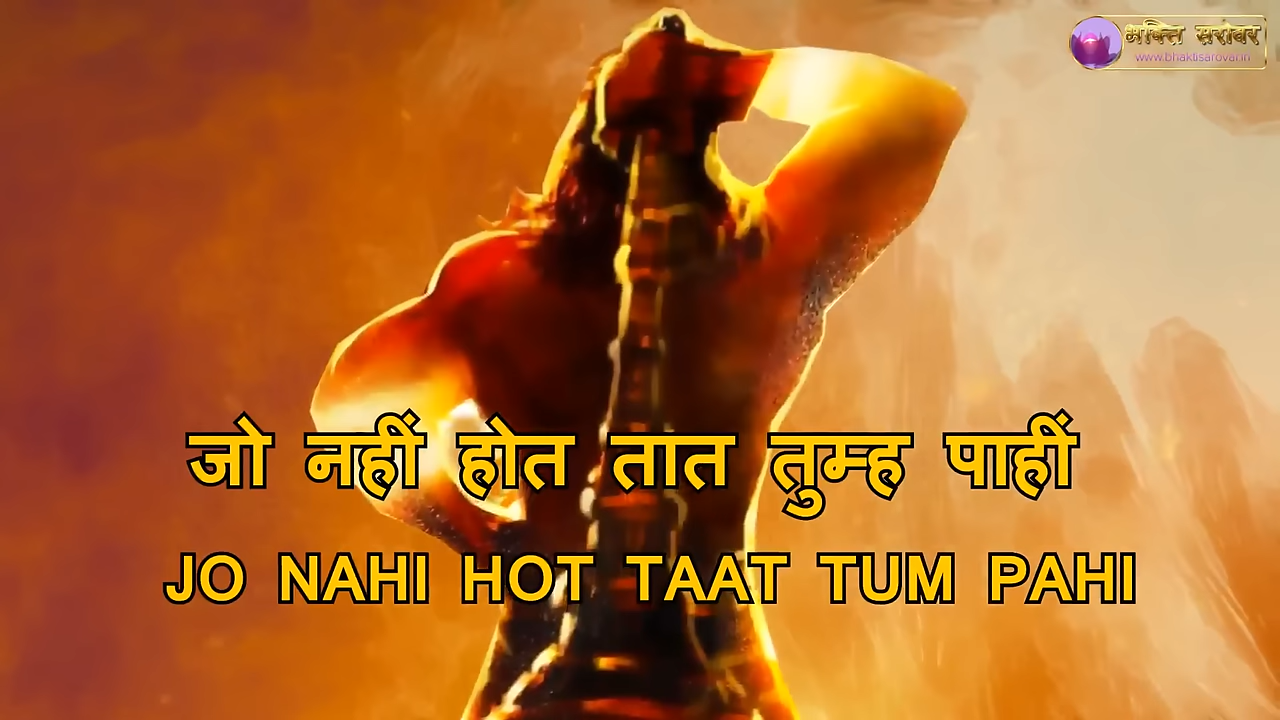 भक्ति सरोवर
www.bhaktisarovar.in
जो नहीं होत तात तुम्ह पाहीं
JO NAHI HOT TAAT TUM PAHI